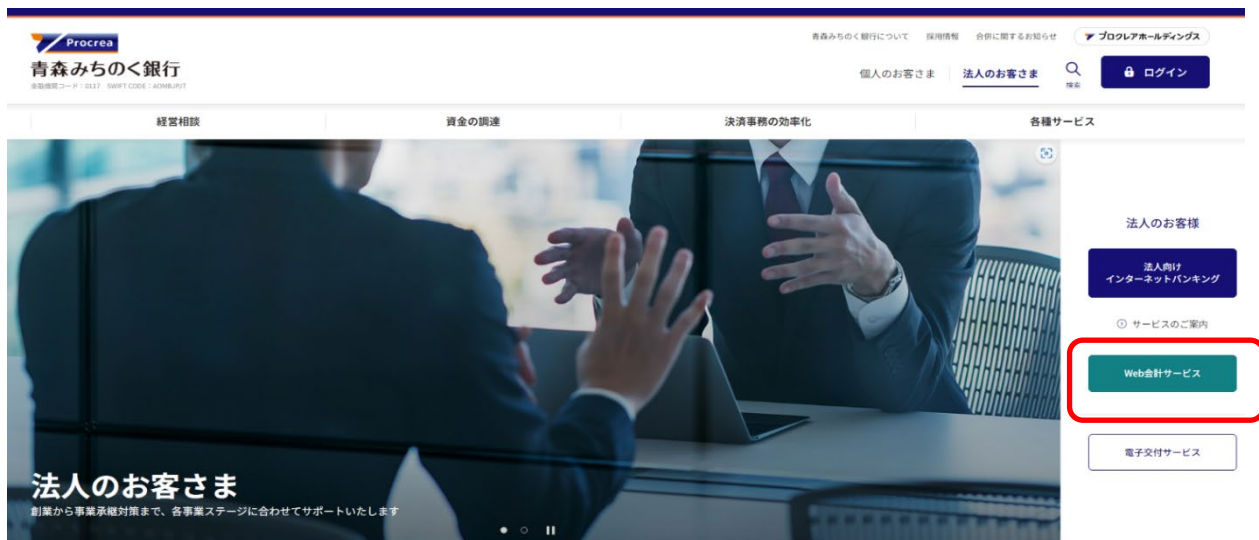 Procrea
青森みちのく銀行
金融機関コード：0117 SWIFT CODE：AOMBJPJT
青森みちのく銀行について 採用情報 合併に関するお知らせ プロクレアホールディングス
個人のお客さま 法人のお客さま 検索 ログイン
経営相談 資金の調達 決済事務の効率化 各種サービス
法人のお客様
法人向け
インターネットバンキング
サービスのご案内
Web会計サービス
電子交付サービス
法人のお客さま
創業から事業承継対策まで、各事業ステージに合わせてサポートいたします